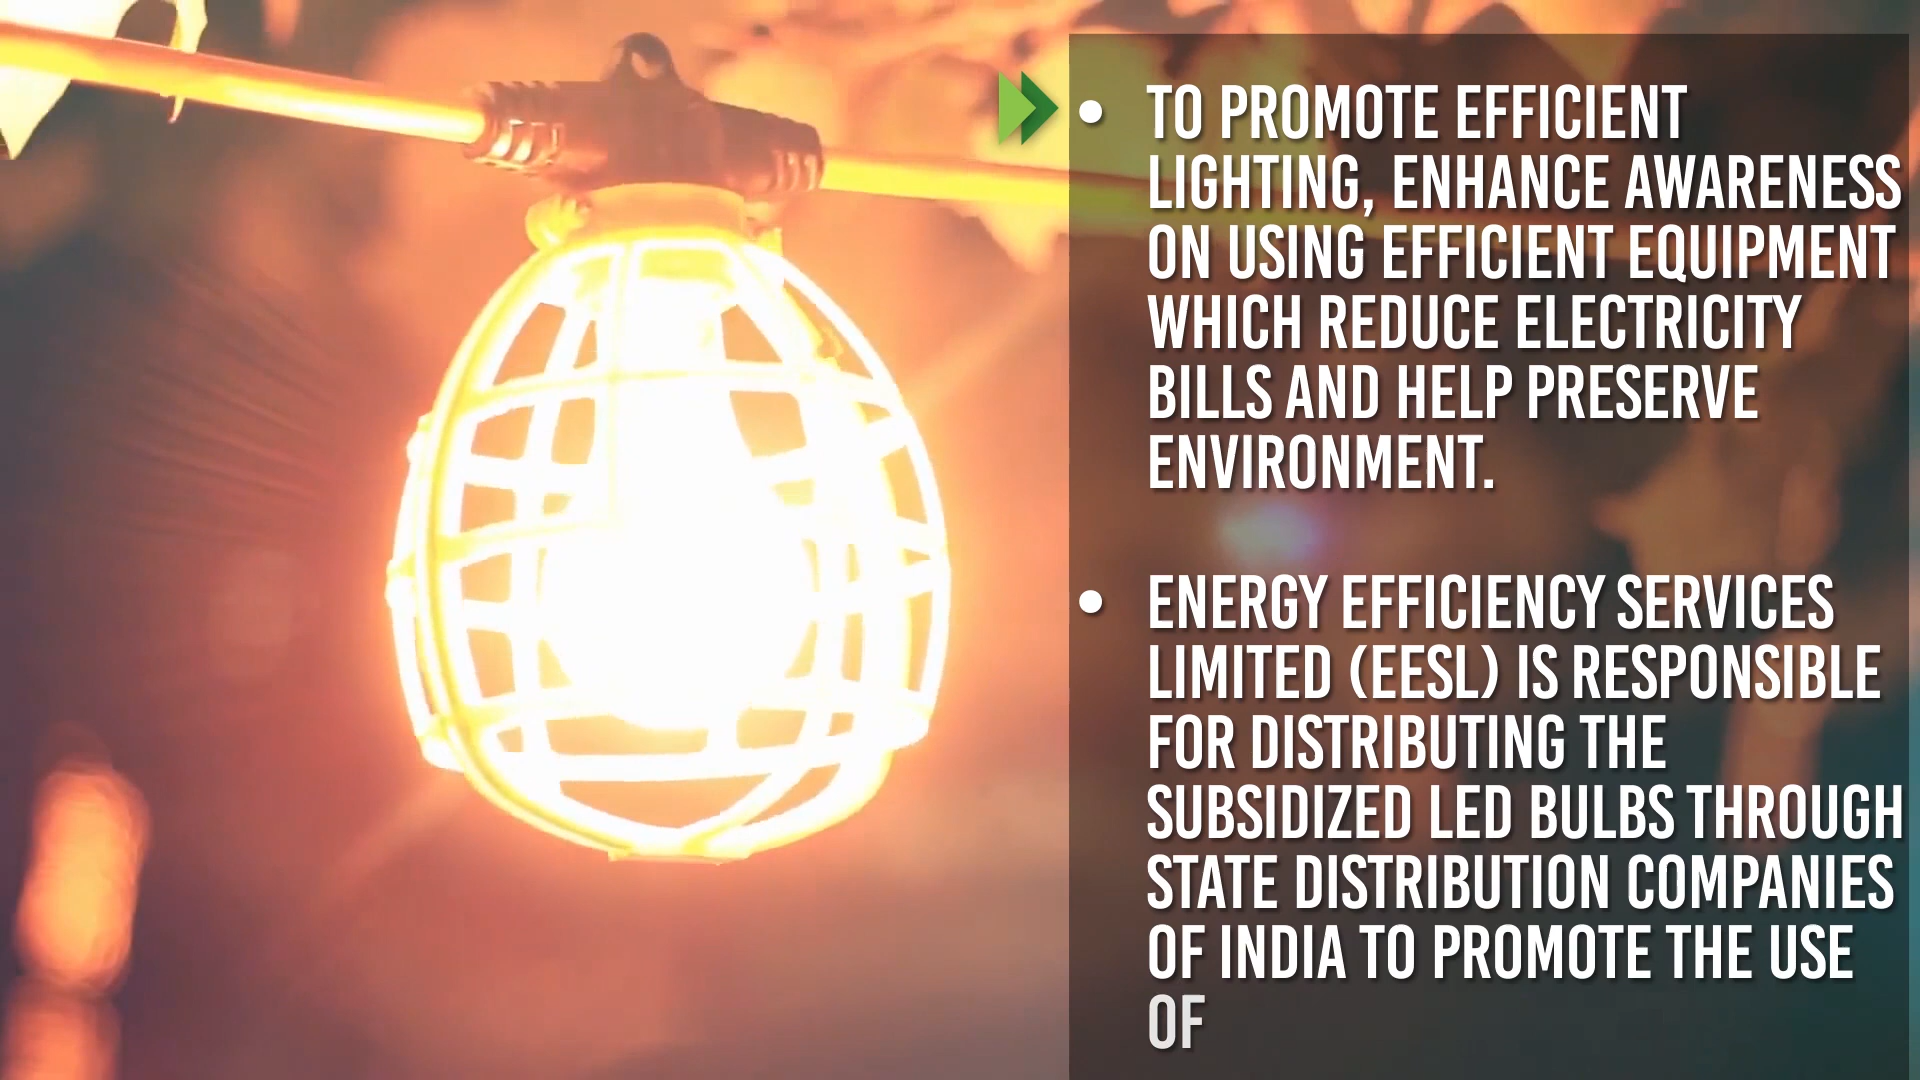 • TO PROMOTE EFFICIENT
LIGHTING, ENHANCE AWARENESS
ON USING EFFICIENT EQUIPMENT
WHICH REDUCE ELECTRICITY
BILLS AND HELP PRESERVE
ENVIRONMENT.
• ENERGY EFFICIENCY SERVICES
LIMITED (EESL) IS RESPONSIBLE
FOR DISTRIBUTING THE
SUBSIDIZED LED BULBS THROUGH
STATE DISTRIBUTION COMPANIES
OF INDIA TO PROMOTE THE USE
OF